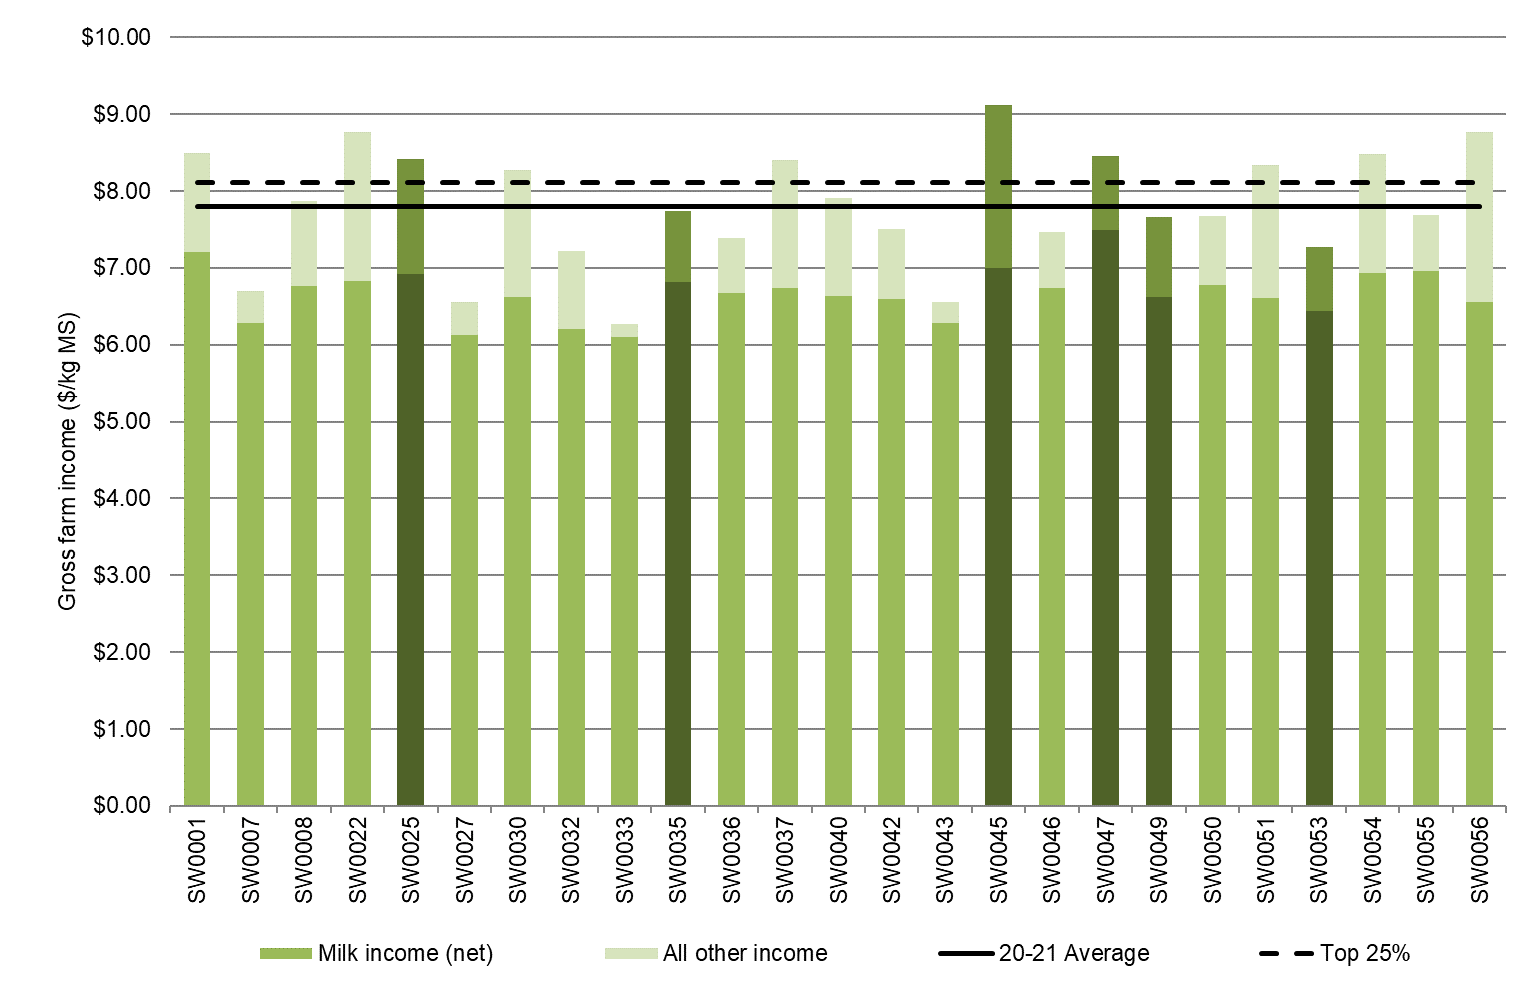 $10.00
$9.00
$8.00
$7.00
$6.00
$5.00
$4.00
$3.00
$2.00
$1.00
$0.00
Gross farm income ($/kg MS)
SW0001
SW0007
SW0008
SW0022
SW0025
SW0027
SW0030
SW0032
SW0033
SW0035
SW0036
SW0037
SW0040
SW0042
SW0043
SW0045
SW0046
SW0047
SW0049
SW0050
SW0051
SW0053
SW0054
SW0055
SW0056
Milk income (net)
All other income
20-21 Average
Top 25%